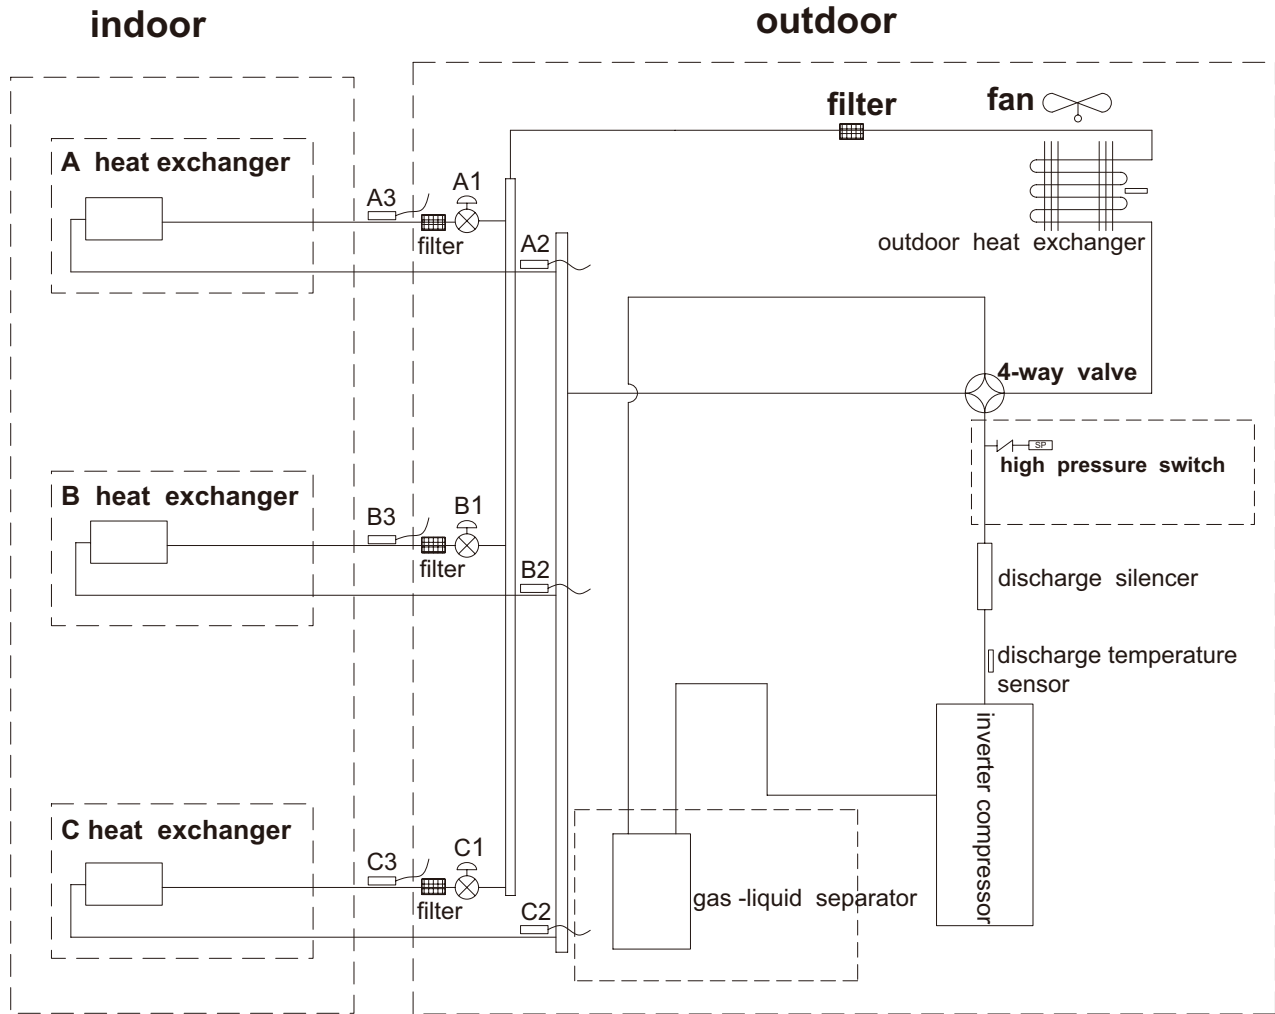 indoor
outdoor
filter
fan
A heat exchanger
A3
A1
filter
A2
outdoor heat exchanger
4-way valve
SP
high pressure switch
B heat exchanger
B3
B1
filter
B2
discharge silencer
discharge temperature
sensor
inverter compressor
C heat exchanger
C3
C1
filter
C2
gas -liquid separator